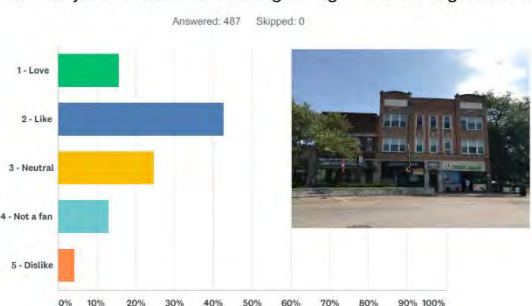 Answered: 487 Skipped: 0
1 - Love
2 - Like
3 - Neutral
4 - Not a fan
5 - Dislike
0% 10% 20% 30% 40% 50% 60% 70% 80% 90% 100%